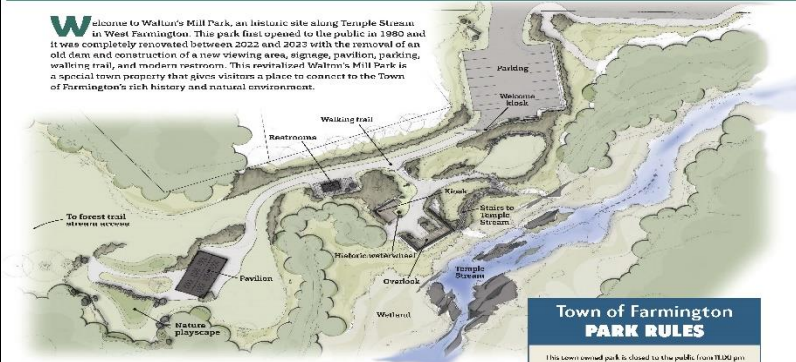 Welcome to Walton's Mill Park, an historic site along Temple Stream
in West Farmington. This park first opened to the public in 1980 and
it was completely renovated between 2022 and 2023 with the removal of an
old dam and construction of a new viewing area, signage, pavilion, parking,
walking trail, and modern restroom. This revitalized Walton's Mill Park is
a special town property that gives visitors a place to connect to the Town
of Farmington's rich history and natural environment.
Parking
Welcome
kiosk
Walking trail
Restrooms
Kiosk
Stairs to
Temple
Stream
To forest trail
stream access
Historic waterwheel
Overlook
Temple
Stream
Pavilion
Wetland
Nature
playscape
Town of Farmington
PARK RULES
This town owned park is closed to the public from 11:00 pm